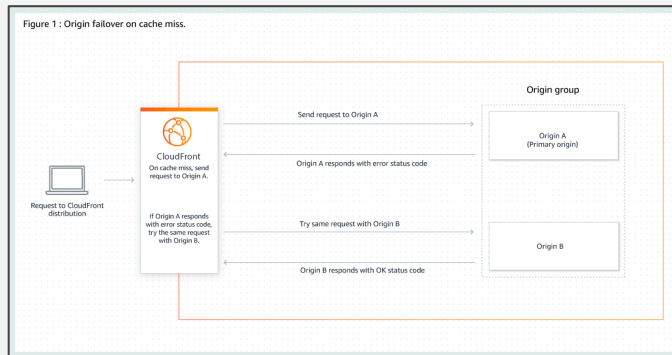 Figure 1 : Origin failover on cache miss.
Origin group
Send request to Origin A
Origin A
(Primary origin)
CloudFront
On cache miss, send
request to Origin A.
Origin A responds with error status code
Request to CloudFront
distribution
If Origin A responds
with error status code,
try the same request
with Origin B.
Try same request with Origin B
Origin B
Origin B responds with OK status code